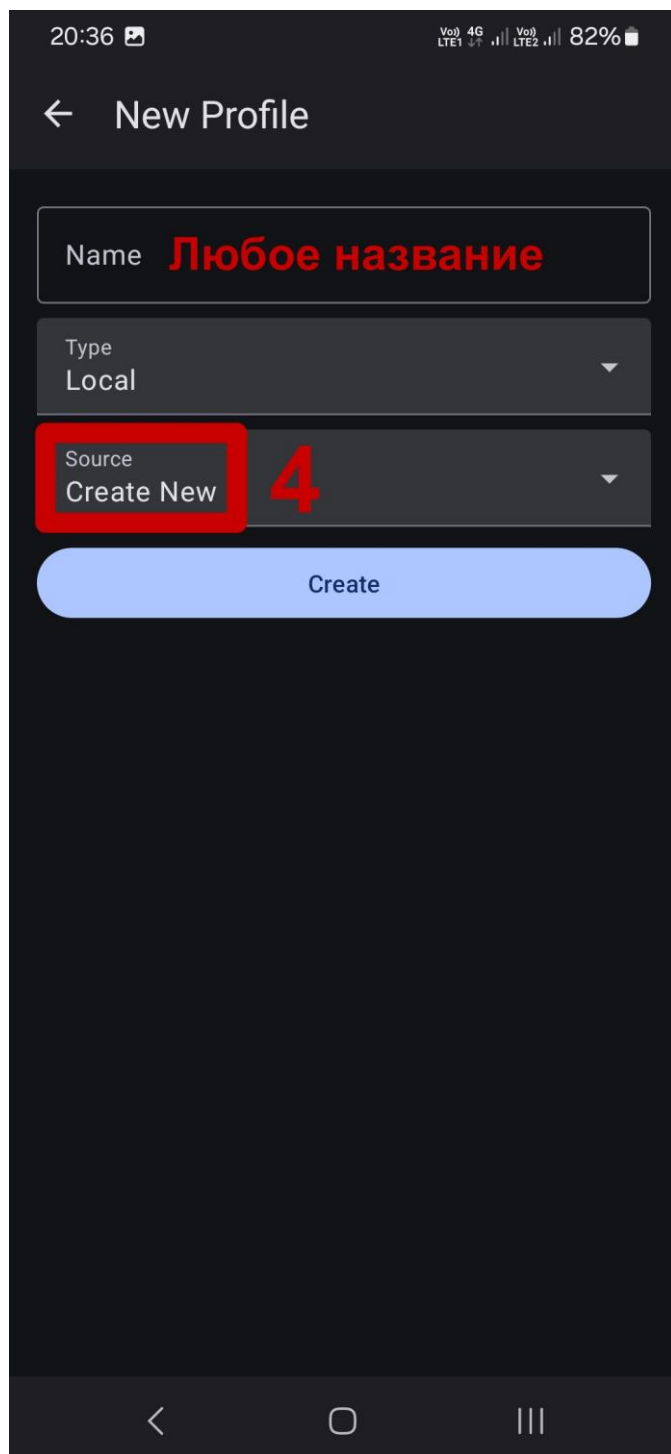 20:36 Vo) LTE1 4G Vo) LTE2 82%
New Profile
Name Любое название
Type
Local
Source
Create New 4
Create